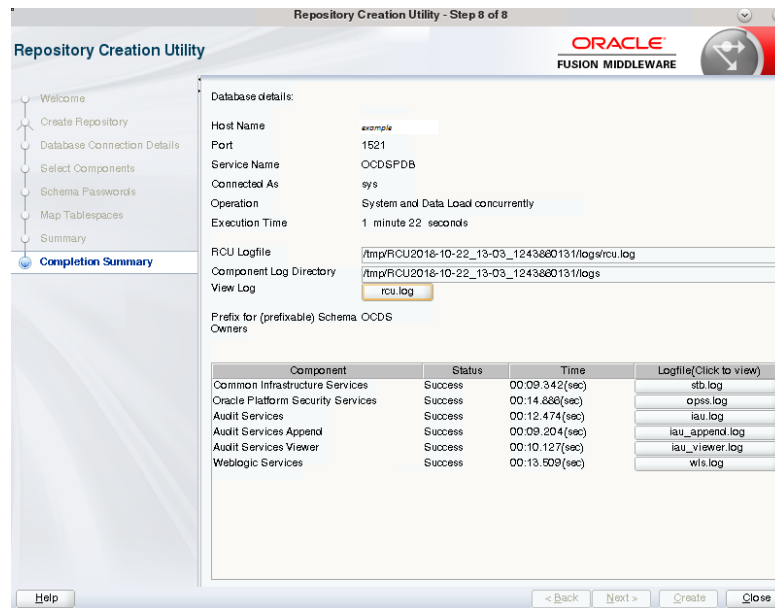 Repository Creation Utility - Step 8 of 8
Repository Creation Utility
ORACLE
FUSION MIDDLEWARE
Welcome
Create Repository
Database Connection Details
Select Components
Schema Passwords
Map Tablespaces
Summary
Completion Summary
Database details:
Host Name example
Port 1521
Service Name OCDSPDB
Connected As sys
Operation System and Data Load concurrently
Execution Time 1 minute 22 seconds
RCU Logfile /tmp/RCU2018-10-22_13-03_1243860131/logs/rcu.log
Component Log Directory /tmp/RCU2018-10-22_13-03_1243860131/logs
View Log rcu.log
Prefix for (prefixable) Schema OCDS
Owners
Component Status Time Logfile(Click to view)
Common Infrastructure Services Success 00:09.342(sec) stb.log
Oracle Platform Security Services Success 00:14.886(sec) opss.log
Audit Services Success 00:12.474(sec) iau.log
Audit Services Append Success 00:09.204(sec) iau_append.log
Audit Services Viewer Success 00:10.127(sec) iau_viewer.log
Weblogic Services Success 00:13.509(sec) wls.log
Help
< Back Next > Create Close